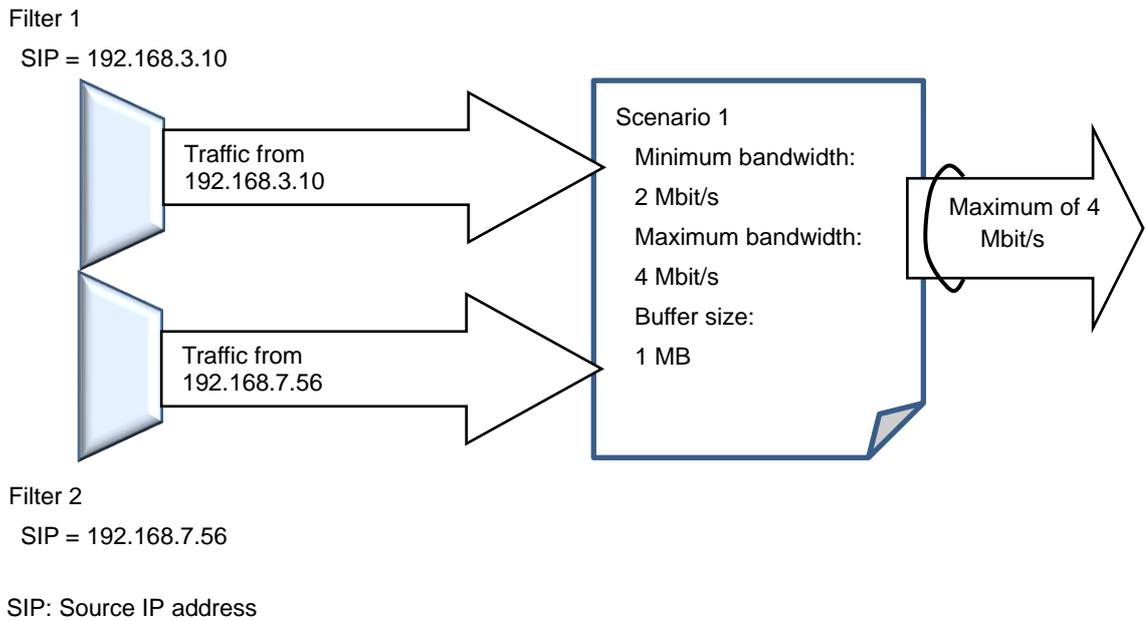 Filter 1
SIP = 192.168.3.10
Traffic from
192.168.3.10
Traffic from
192.168.7.56
Scenario 1
Minimum bandwidth:
2 Mbit/s
Maximum bandwidth:
4 Mbit/s
Buffer size:
1 MB
Maximum of 4
Mbit/s
Filter 2
SIP = 192.168.7.56
SIP: Source IP address